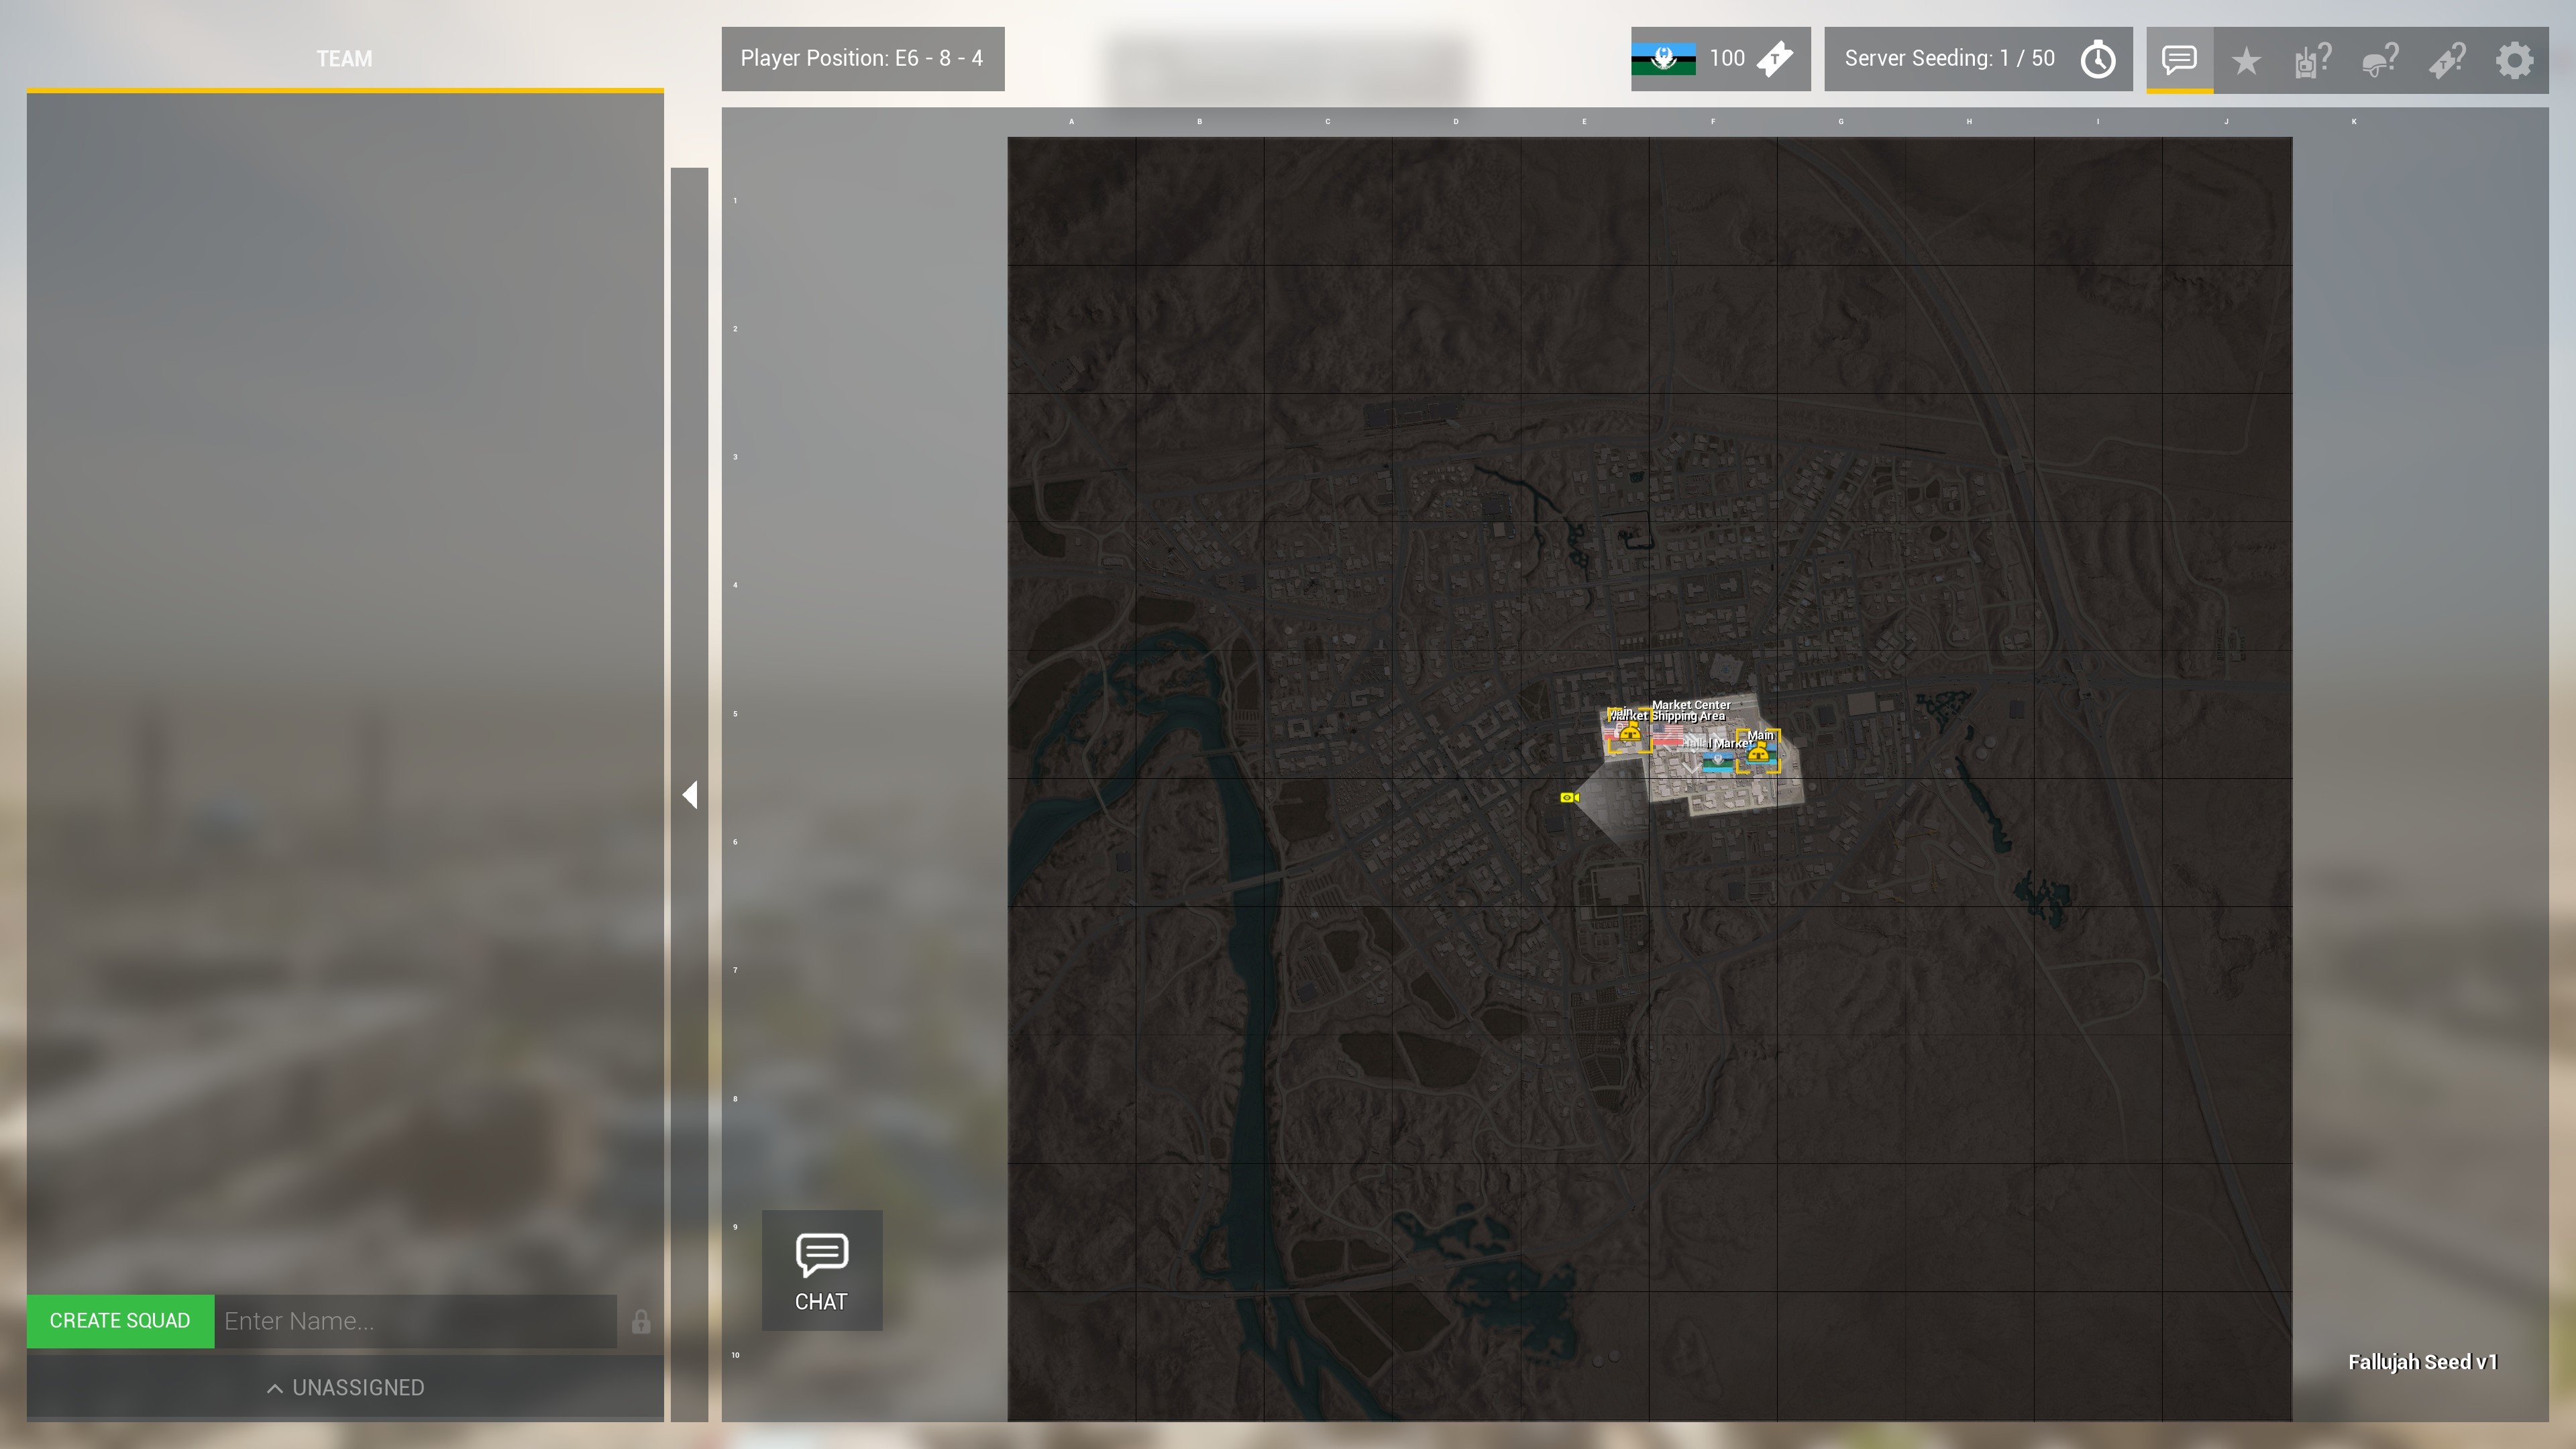 TEAM
Player Position: E6 - 8 - 4
100
Server Seeding: 1 / 50
A B C D E F G H I J K
1
2
3
4
5
6
7
8
9
10
Market Center
Main
Market Shipping Area
Main
Market
CHAT
CREATE SQUAD
Enter Name...
UNASSIGNED
Fallujah Seed v1